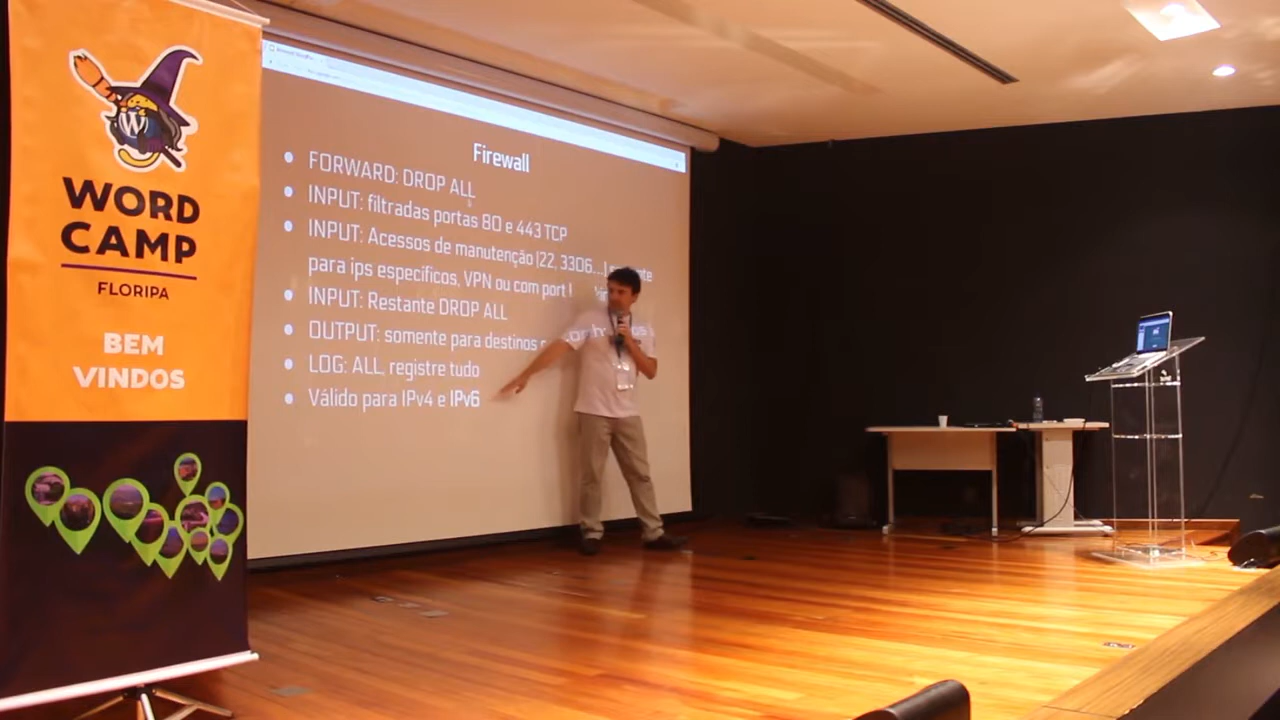 WORD
CAMP
FLORIPA
BEM
VINDOS
Firewall
FORWARD: DROP ALL
INPUT: filtradas portas 80 e 443 TCP
INPUT: Acessos de manutenção [22, 3306...]
para ips específicos, VPN ou com port
INPUT: Restante DROP ALL
OUTPUT: somente para destinos
LOG: ALL, registre tudo
Válido para IPv4 e IPv6